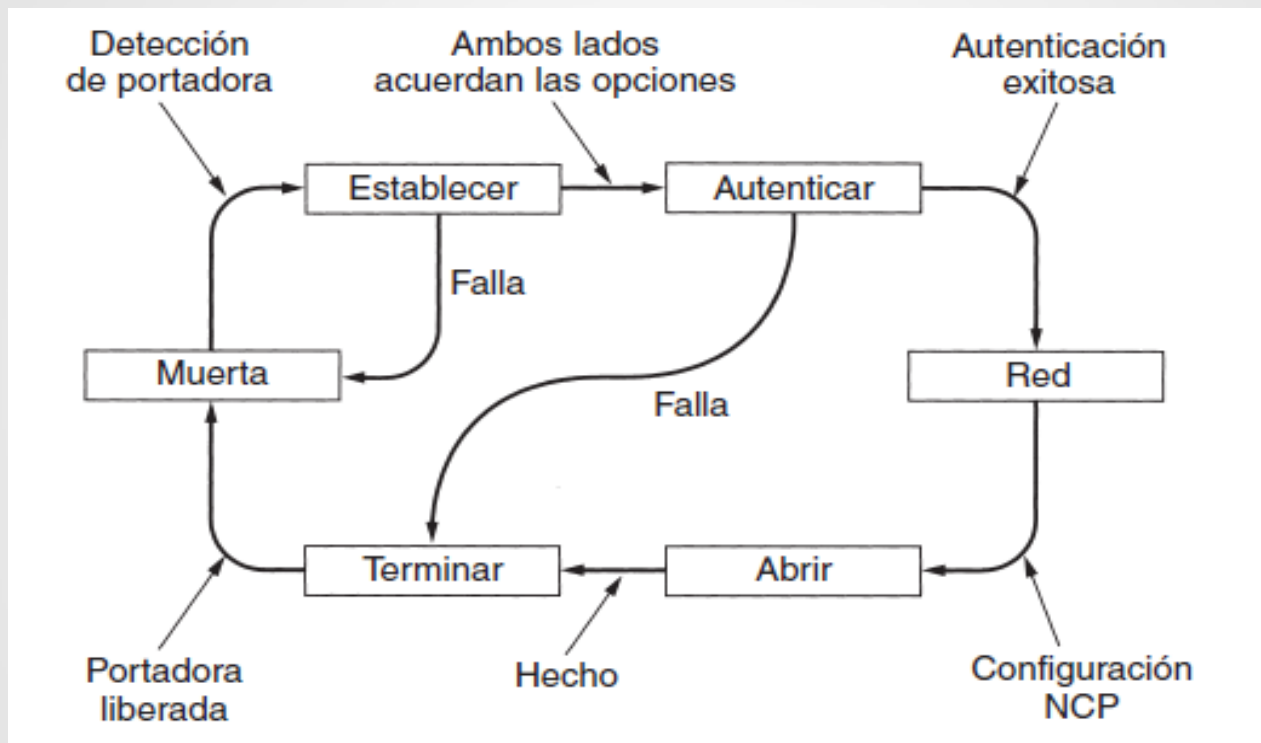 Detección
de portadora
Ambos lados
acuerdan las opciones
Autenticación
exitosa
Establecer
Autenticar
Falla
Muerta
Red
Falla
Terminar
Abrir
Portadora
liberada
Hecho
Configuración
NCP